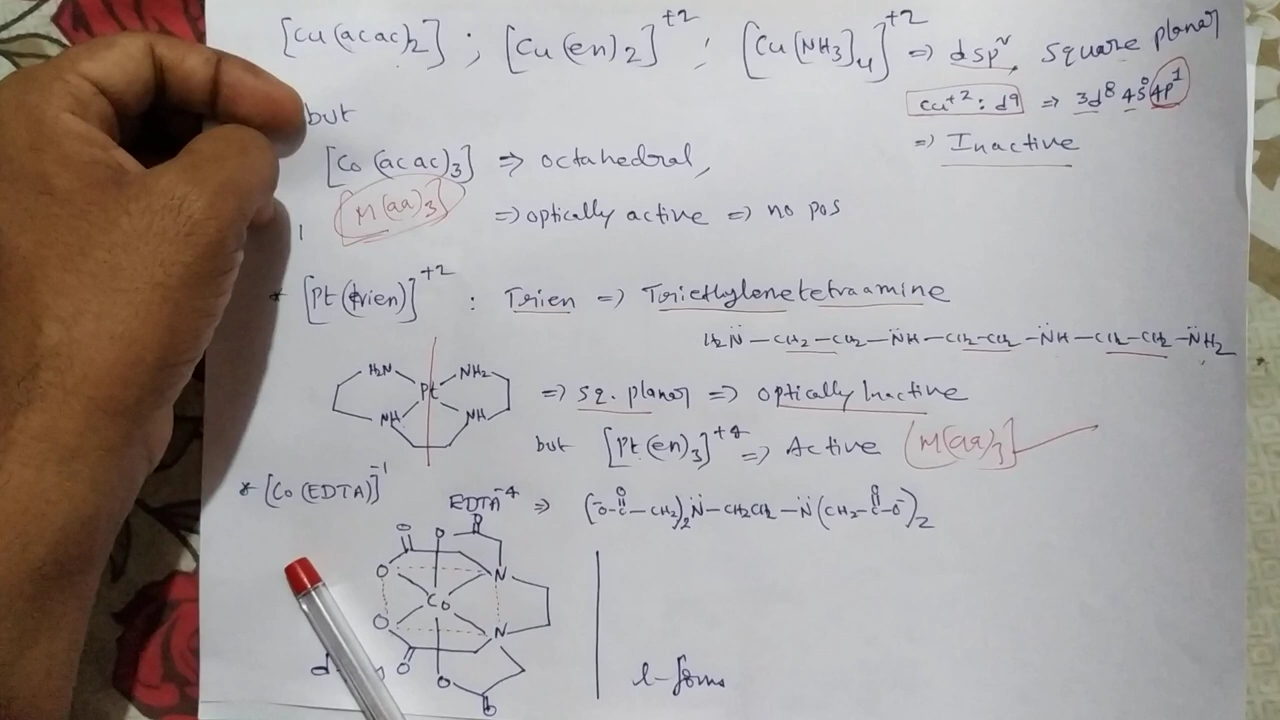 [Cu(acac)2] ; [Cu(en)2]+2 ; [Cu(NH3)4]+2 ⇒ dsp2, square planar
Cu+2 : d9 ⇒ 3d8 4s0 4p1
⇒ Inactive
but
[Co(acac)3] ⇒ octahedral,
M(aa)3 ⇒ optically active ⇒ no pos
* [Pt(trien)]+2 : Trien ⇒ Triethylenetetraamine
H2N – CH2 – CH2 – NH – CH2 – CH2 – NH – CH2 – CH2 – NH2
H2N Pt NH2
NH NH
⇒ sq. planar ⇒ optically Inactive
but [Pt(en)3]+4 ⇒ Active [M(aa)3]
* [Co(EDTA)]-1 EDTA-4 ⇒ (-O-C(=O)-CH2)2N-CH2CH2-N(CH2-C(=O)-O-)2
O O O
O N
Co
O N
d O O O
l-forms